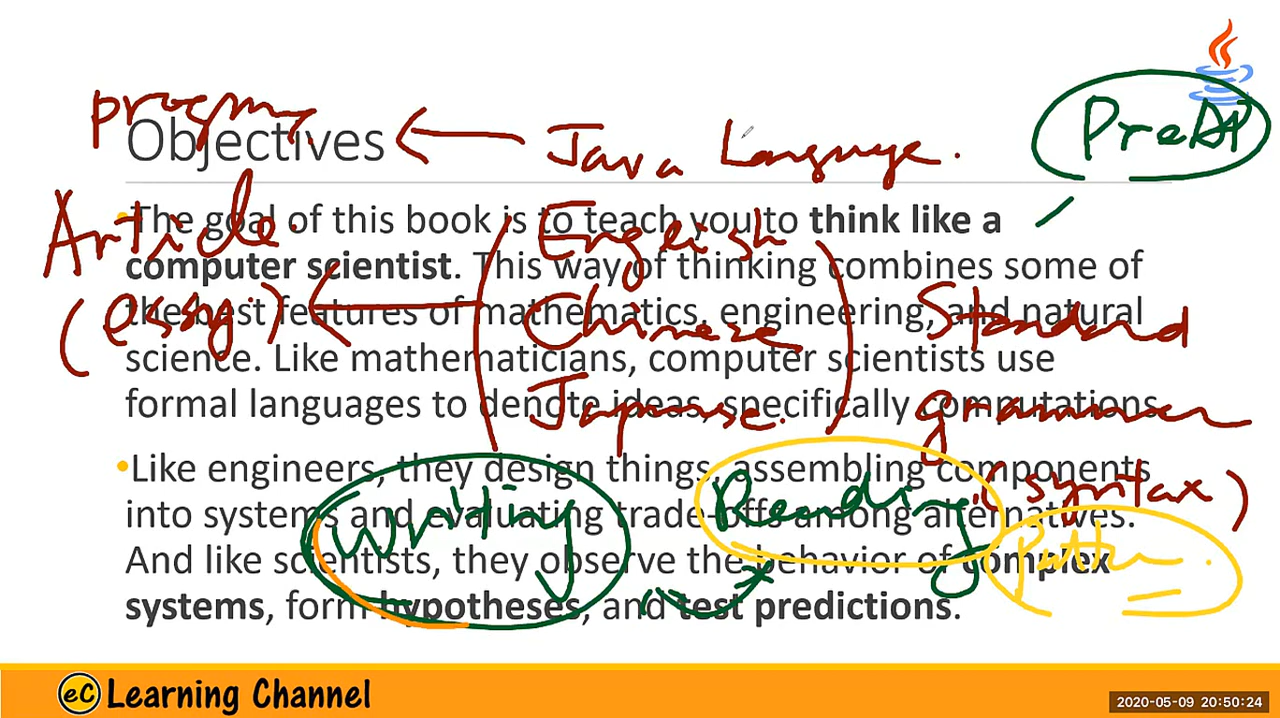 Objectives
Java Language.
The goal of this book is to teach you to think like a
computer scientist. This way of thinking combines some of
the best features of mathematics, engineering, and natural
science. Like mathematicians, computer scientists use
formal languages to denote ideas, specifically computations.
•Like engineers, they design things, assembling components
into systems and evaluating trade-offs among alternatives.
And like scientists, they observe the behavior of complex
systems, form hypotheses, and test predictions.
Article.
English
Chinese
Standard
(syntax)
Writing
Reading
eC Learning Channel
2020-05-09 20:50:24